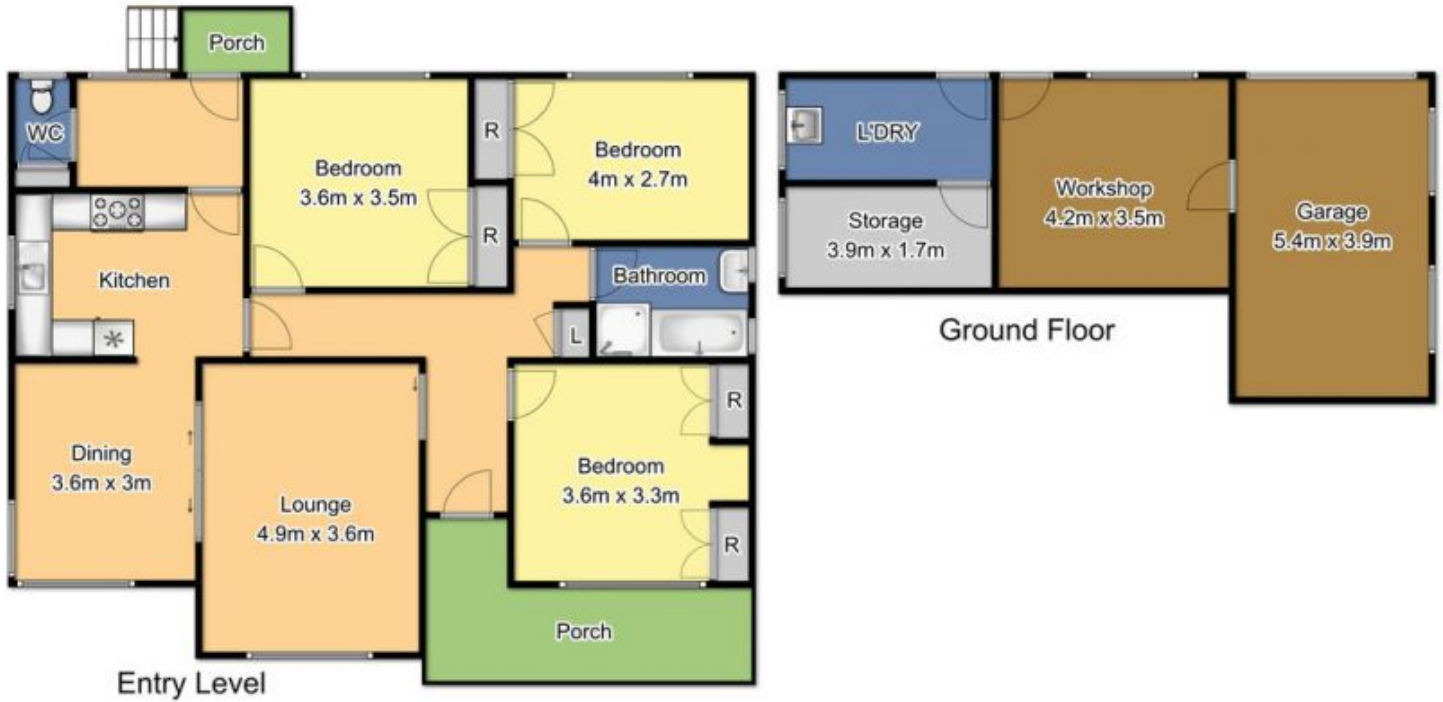 Porch
WC
Bedroom
3.6m x 3.5m
R
R
Bedroom
4m x 2.7m
Kitchen
Bathroom
L
Dining
3.6m x 3m
Lounge
4.9m x 3.6m
Bedroom
3.6m x 3.3m
R
R
Porch
Entry Level
L'DRY
Storage
3.9m x 1.7m
Workshop
4.2m x 3.5m
Garage
5.4m x 3.9m
Ground Floor